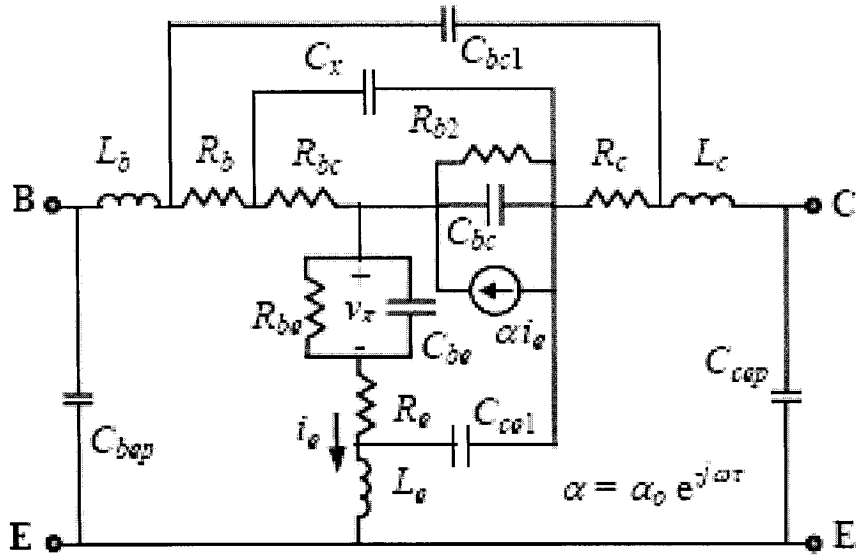 C_bc1
C_x
R_b2
L_b R_b R_bc R_c L_c
B C
C_bc
R_be v_π αi_e
C_be
C_cep
R_e C_ce1
C_bep i_e
L_e α = α_o e^-jωτ
E E